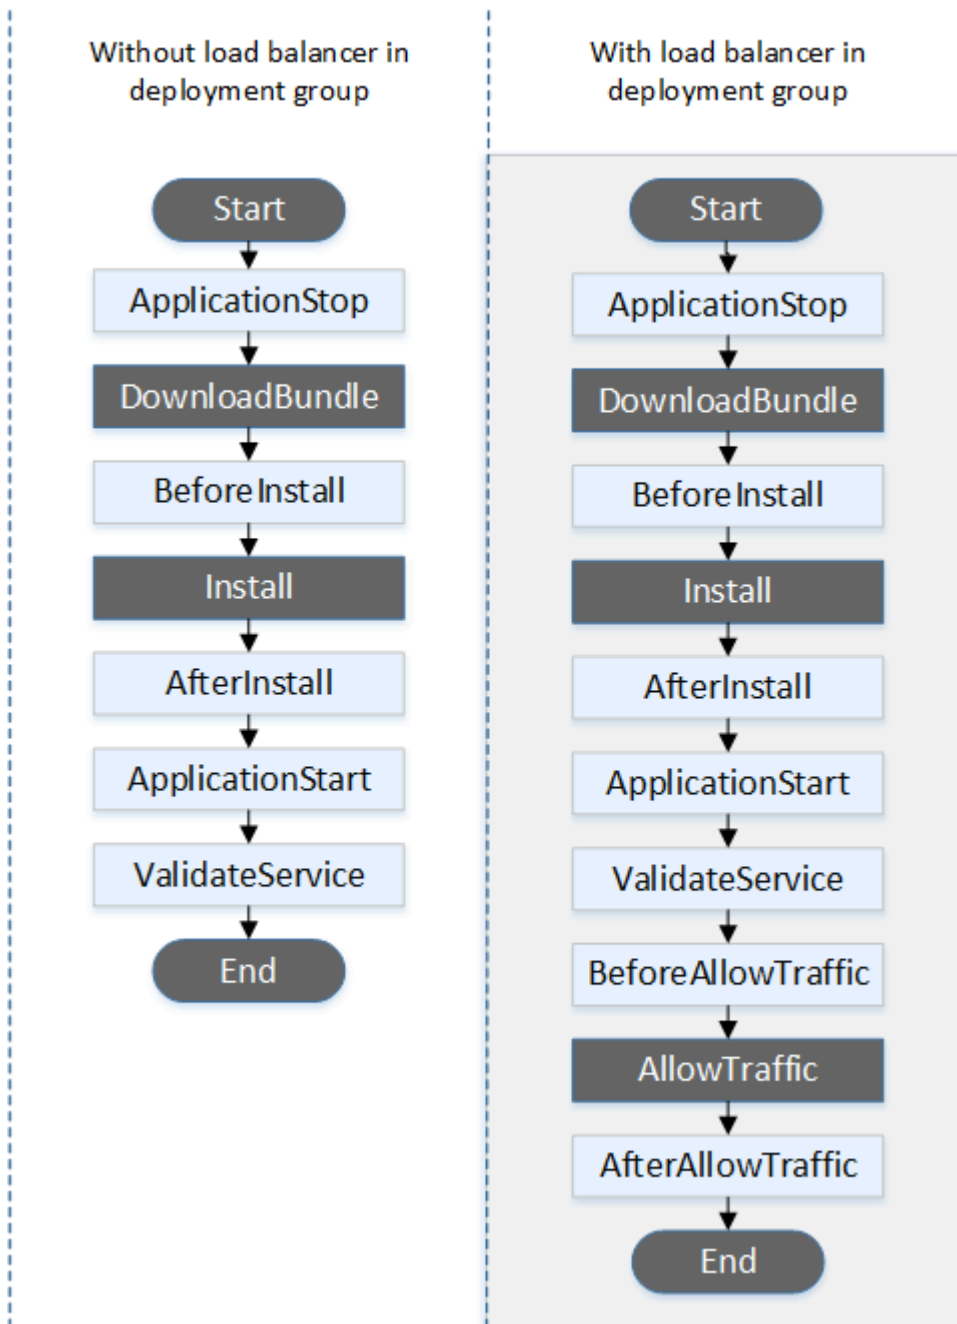 Without load balancer in
deployment group
Start
ApplicationStop
DownloadBundle
BeforeInstall
Install
AfterInstall
ApplicationStart
ValidateService
End
With load balancer in
deployment group
Start
ApplicationStop
DownloadBundle
BeforeInstall
Install
AfterInstall
ApplicationStart
ValidateService
BeforeAllowTraffic
AllowTraffic
AfterAllowTraffic
End